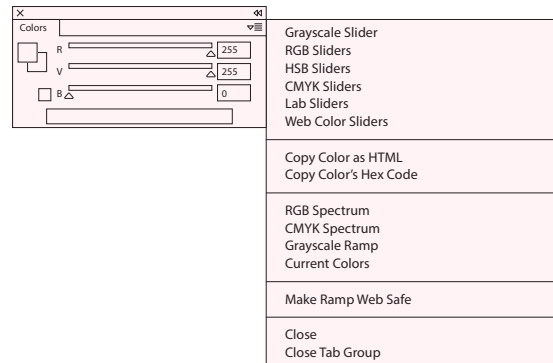 Colors
R 255
V 255
B 0
Grayscale Slider
RGB Sliders
HSB Sliders
CMYK Sliders
Lab Sliders
Web Color Sliders
Copy Color as HTML
Copy Color's Hex Code
RGB Spectrum
CMYK Spectrum
Grayscale Ramp
Current Colors
Make Ramp Web Safe
Close
Close Tab Group